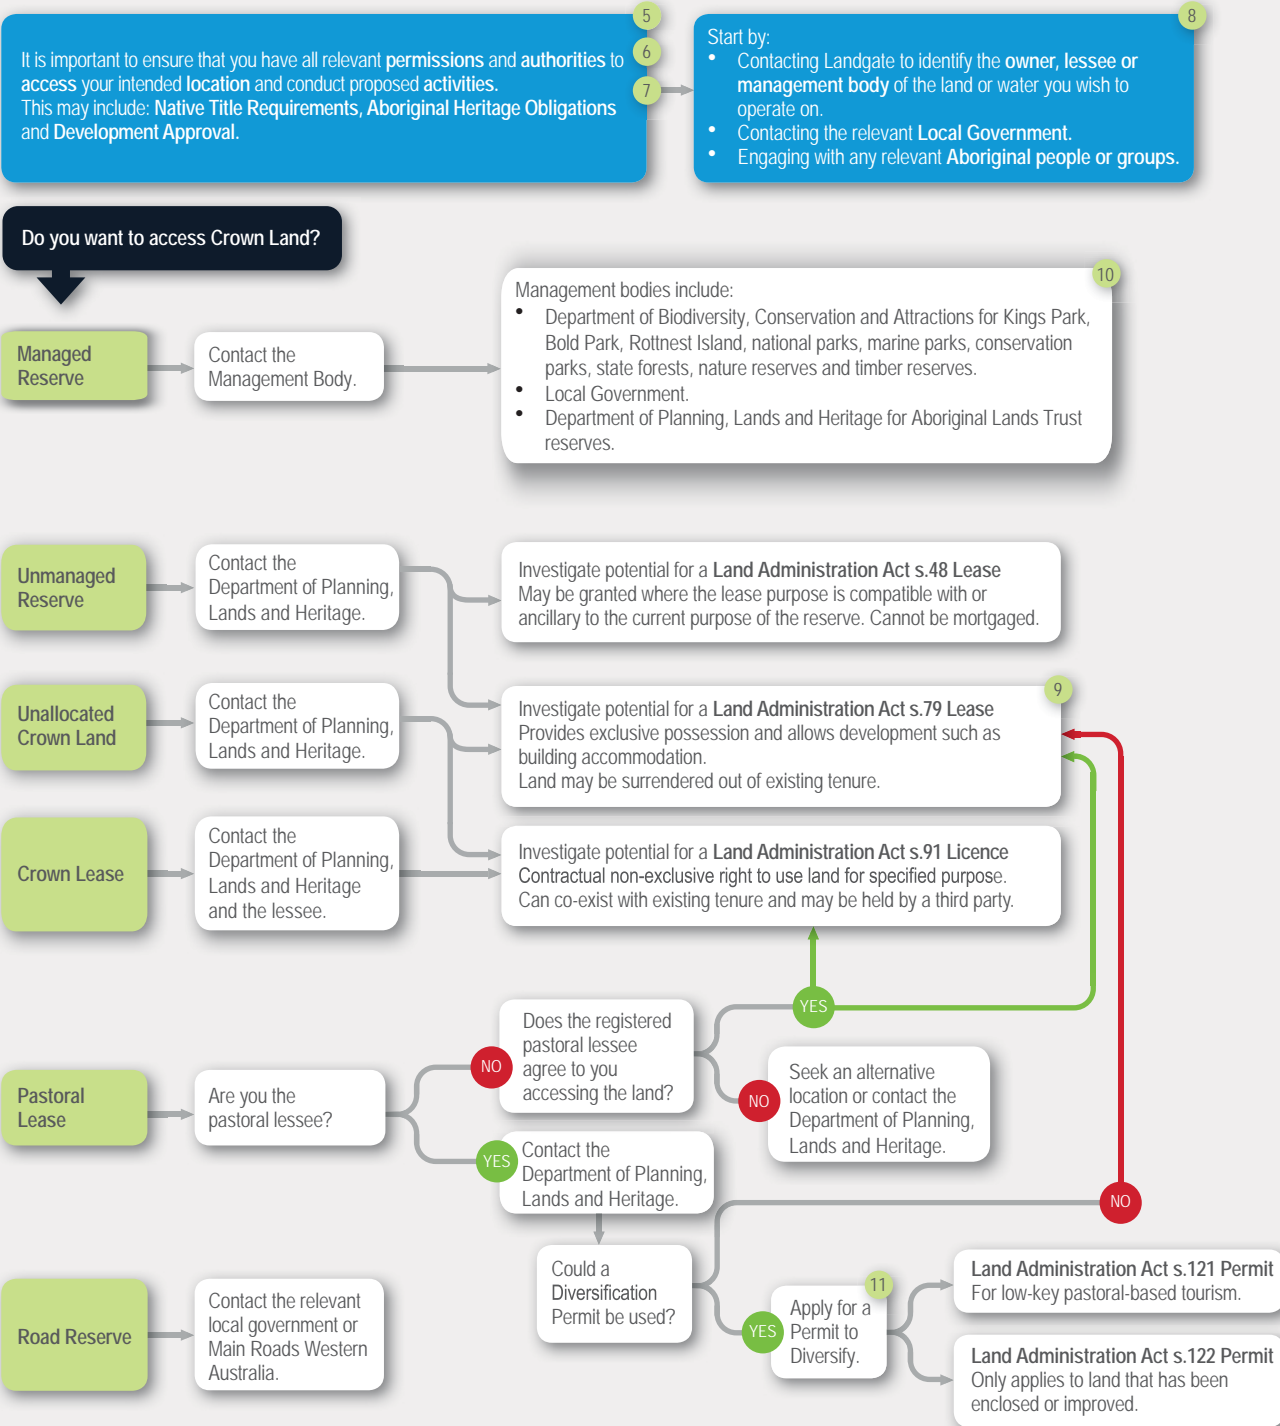 5
It is important to ensure that you have all relevant permissions and authorities to
6
access your intended location and conduct proposed activities.
7
This may include: Native Title Requirements, Aboriginal Heritage Obligations
and Development Approval.
8
Start by:
• Contacting Landgate to identify the owner, lessee or
management body of the land or water you wish to
operate on.
• Contacting the relevant Local Government.
• Engaging with any relevant Aboriginal people or groups.
Do you want to access Crown Land?
Managed
Reserve
Contact the
Management Body.
10
Management bodies include:
• Department of Biodiversity, Conservation and Attractions for Kings Park,
Bold Park, Rottnest Island, national parks, marine parks, conservation
parks, state forests, nature reserves and timber reserves.
• Local Government.
• Department of Planning, Lands and Heritage for Aboriginal Lands Trust
reserves.
Unmanaged
Reserve
Contact the
Department of Planning,
Lands and Heritage.
Investigate potential for a Land Administration Act s.48 Lease
May be granted where the lease purpose is compatible with or
ancillary to the current purpose of the reserve. Cannot be mortgaged.
Unallocated
Crown Land
Contact the
Department of Planning,
Lands and Heritage.
9
Investigate potential for a Land Administration Act s.79 Lease
Provides exclusive possession and allows development such as
building accommodation.
Land may be surrendered out of existing tenure.
Crown Lease
Contact the
Department of Planning,
Lands and Heritage
and the lessee.
Investigate potential for a Land Administration Act s.91 Licence
Contractual non-exclusive right to use land for specified purpose.
Can co-exist with existing tenure and may be held by a third party.
Pastoral
Lease
Are you the
pastoral lessee?
NO
Does the registered
pastoral lessee
agree to you
accessing the land?
YES
NO
Seek an alternative
location or contact the
Department of Planning,
Lands and Heritage.
YES
Contact the
Department of Planning,
Lands and Heritage.
NO
Could a
Diversification
Permit be used?
YES
11
Apply for a
Permit to
Diversify.
Land Administration Act s.121 Permit
For low-key pastoral-based tourism.
Land Administration Act s.122 Permit
Only applies to land that has been
enclosed or improved.
Road Reserve
Contact the relevant
local government or
Main Roads Western
Australia.